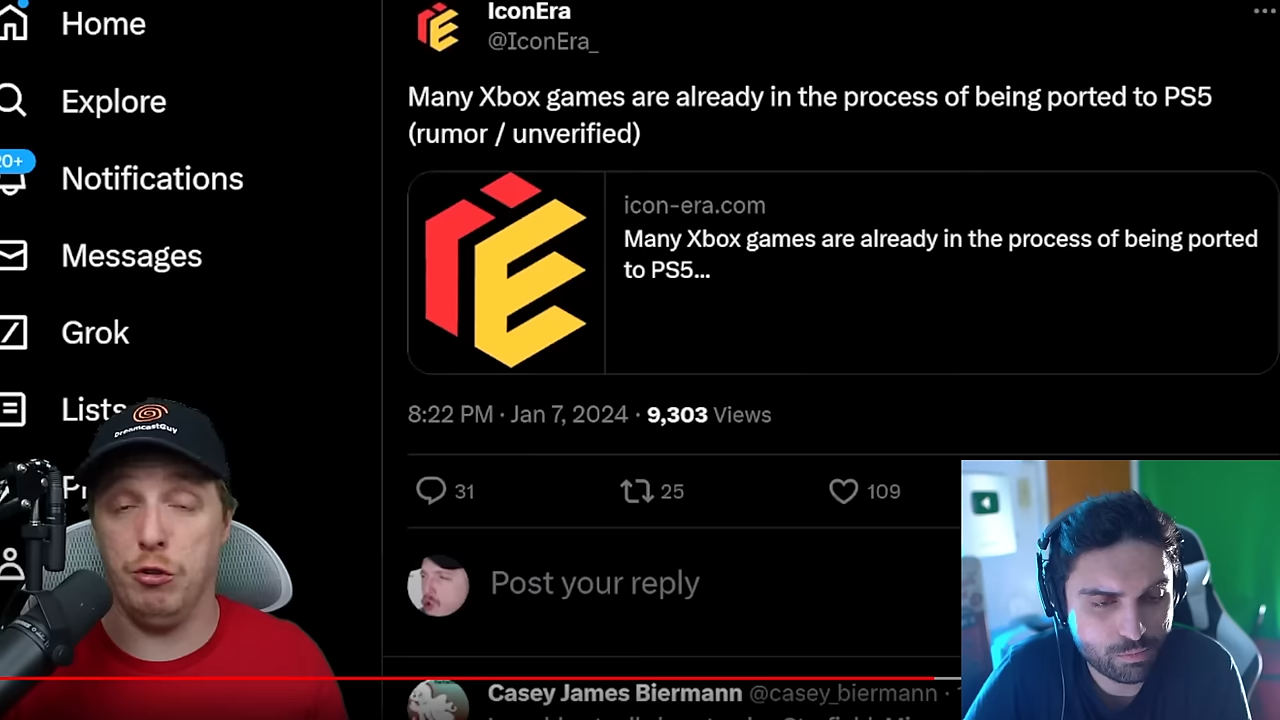 Home
Explore
20+
Notifications
Messages
Grok
Lists
Pr
DreamcastGuy
IconEra
@IconEra_
Many Xbox games are already in the process of being ported to PS5
(rumor / unverified)
icon-era.com
Many Xbox games are already in the process of being ported
to PS5...
8:22 PM · Jan 7, 2024 · 9,303 Views
31
25
109
Post your reply
Casey James Biermann @casey_biermann ·